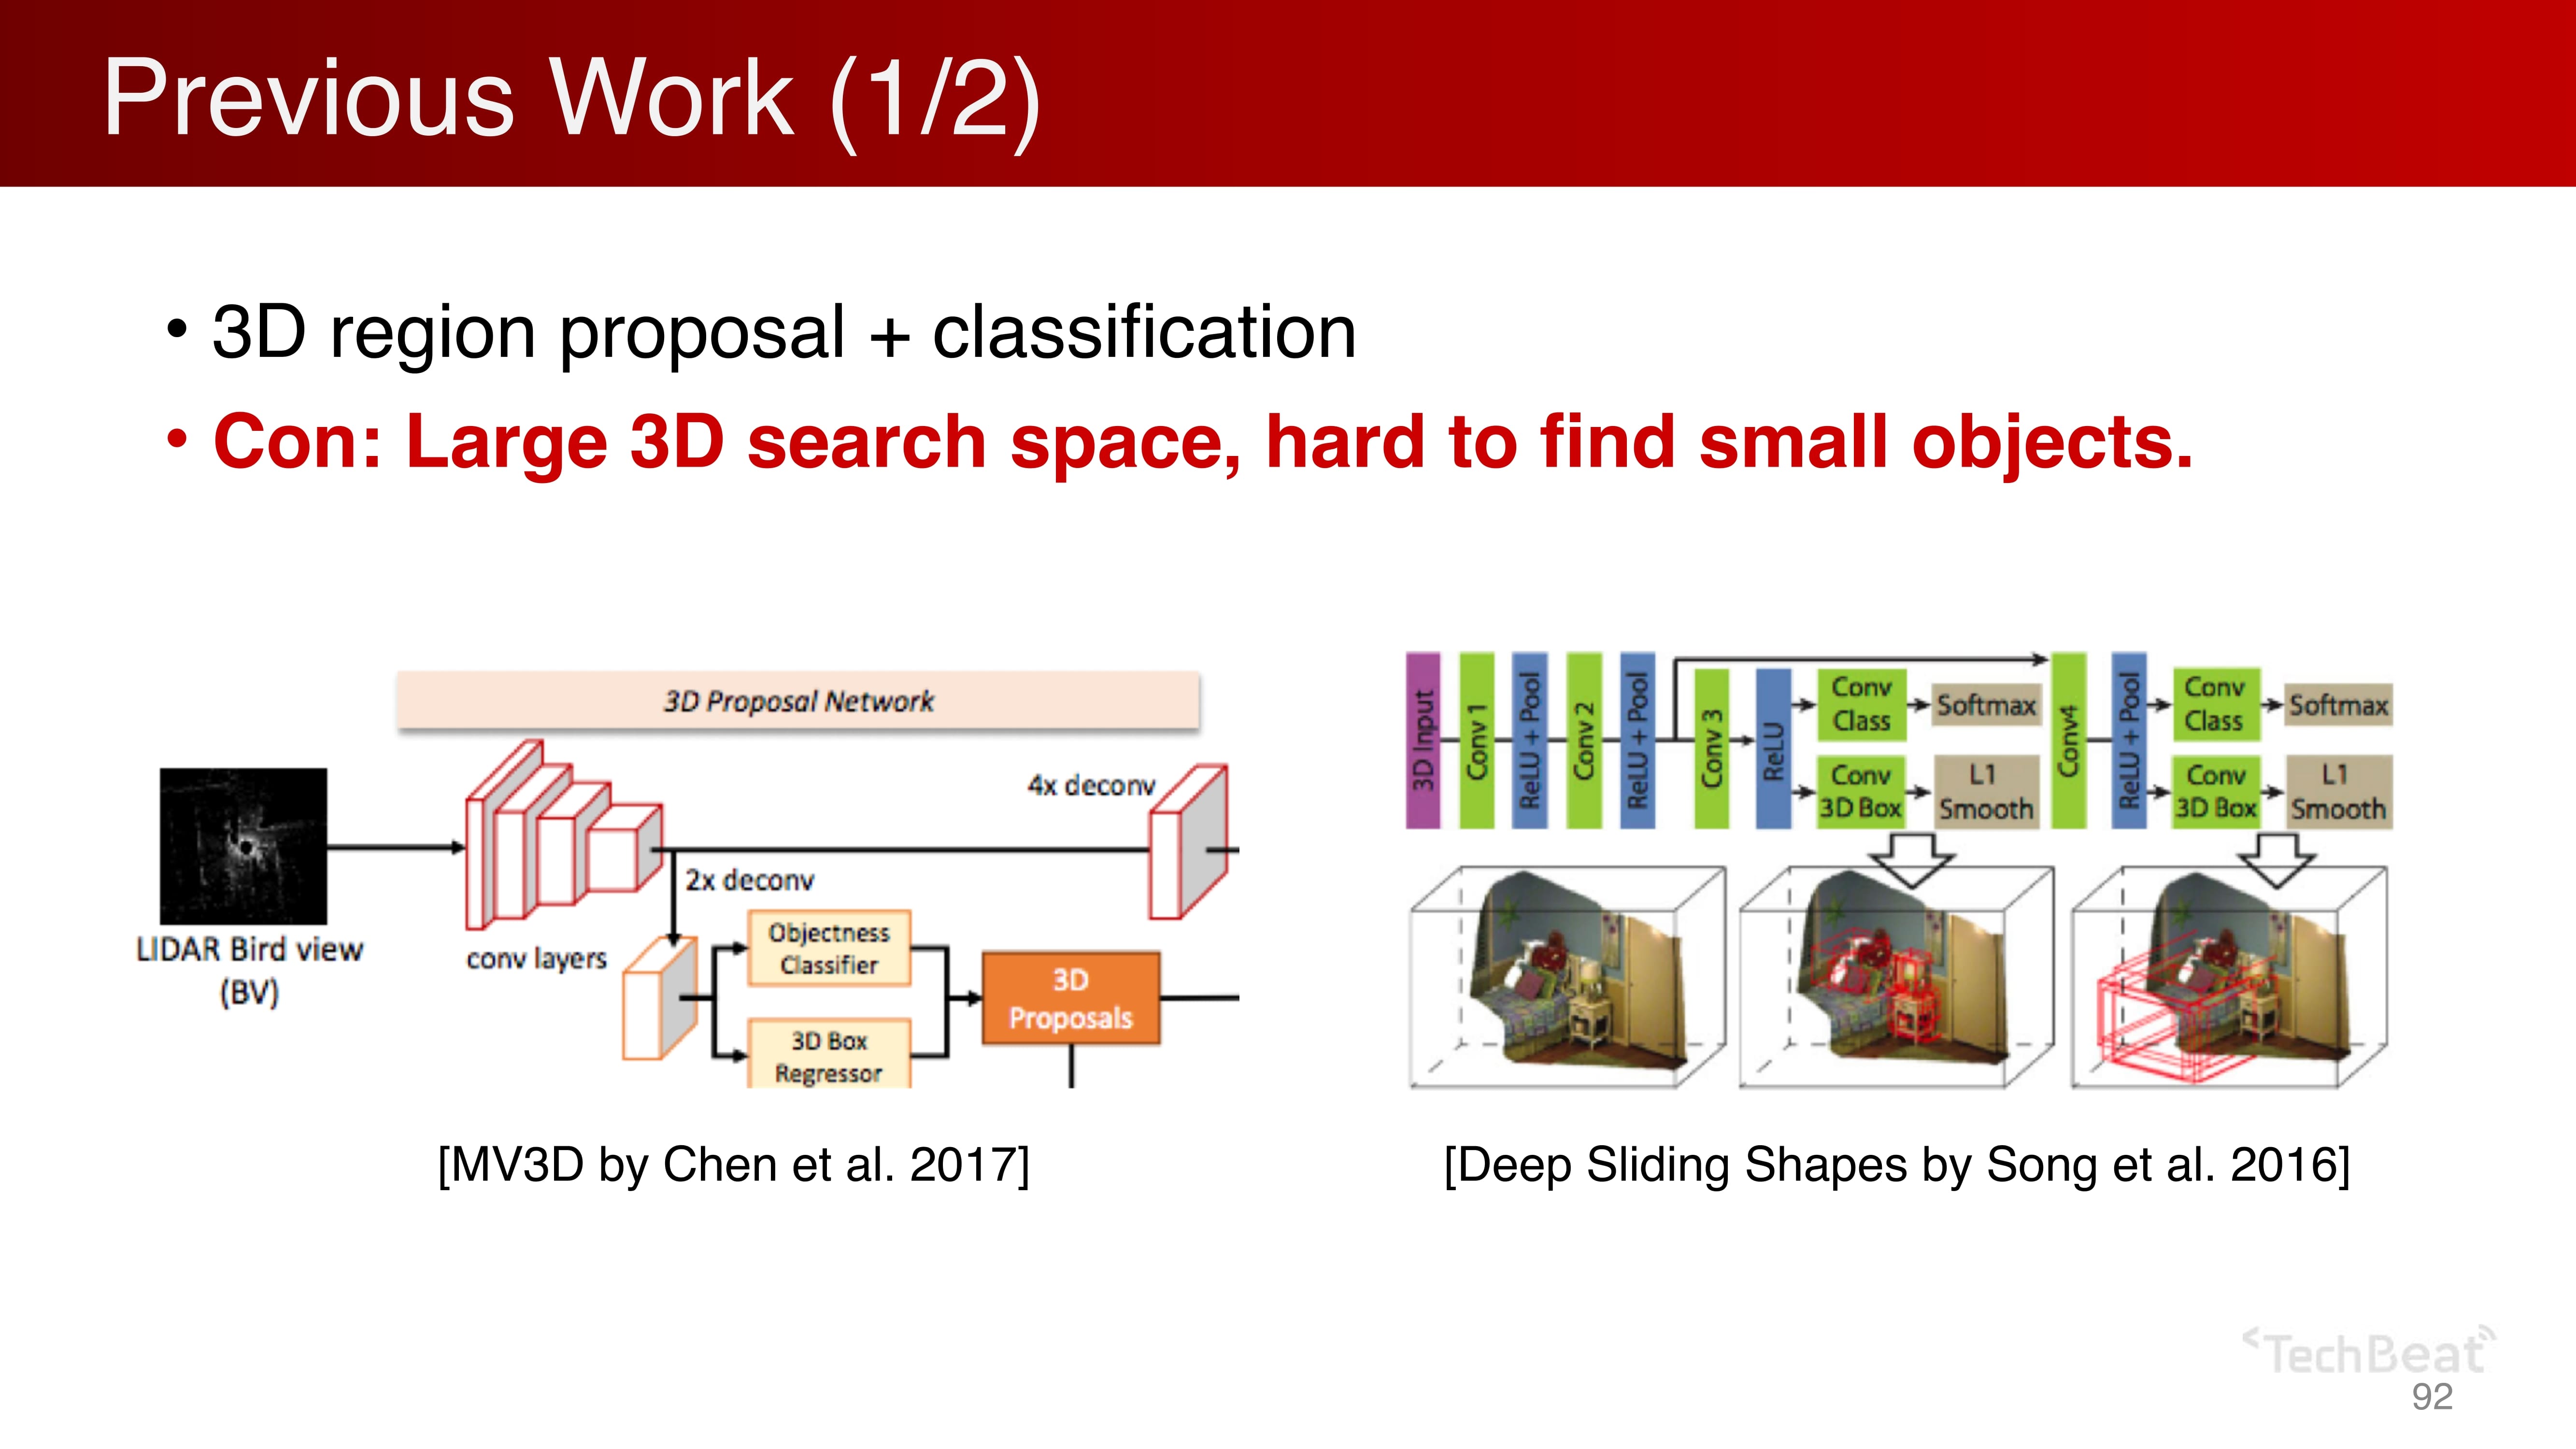 Previous Work (1/2)
• 3D region proposal + classification
• Con: Large 3D search space, hard to find small objects.
3D Proposal Network
LIDAR Bird view
(BV)
conv layers
2x deconv
4x deconv
Objectness
Classifier
3D Box
Regressor
3D
Proposals
[MV3D by Chen et al. 2017]
3D Input
Conv 1
ReLU + Pool
Conv 2
ReLU + Pool
Conv 3
ReLU
Conv
Class
Softmax
Conv
3D Box
L1
Smooth
Conv4
ReLU + Pool
Conv
Class
Softmax
Conv
3D Box
L1
Smooth
[Deep Sliding Shapes by Song et al. 2016]
TechBeat
92